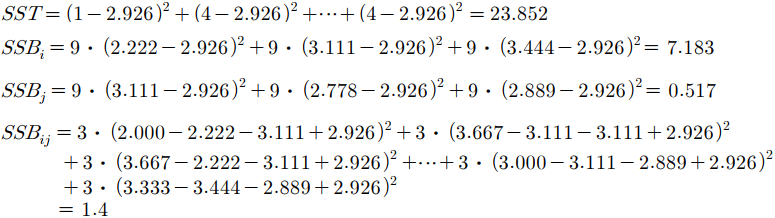 SST = (1 − 2.926)² + (4 − 2.926)² + ⋯ + (4 − 2.926)² = 23.852
SSBᵢ = 9 • (2.222 − 2.926)² + 9 • (3.111 − 2.926)² + 9 • (3.444 − 2.926)² = 7.183
SSBⱼ = 9 • (3.111 − 2.926)² + 9 • (2.778 − 2.926)² + 9 • (2.889 − 2.926)² = 0.517
SSBᵢⱼ = 3 • (2.000 − 2.222 − 3.111 + 2.926)² + 3 • (3.667 − 3.111 − 3.111 + 2.926)²
+ 3 • (3.667 − 2.222 − 3.111 + 2.926)² + ⋯ + 3 • (3.000 − 3.111 − 2.889 + 2.926)²
+ 3 • (3.333 − 3.444 − 2.889 + 2.926)²
= 1.4